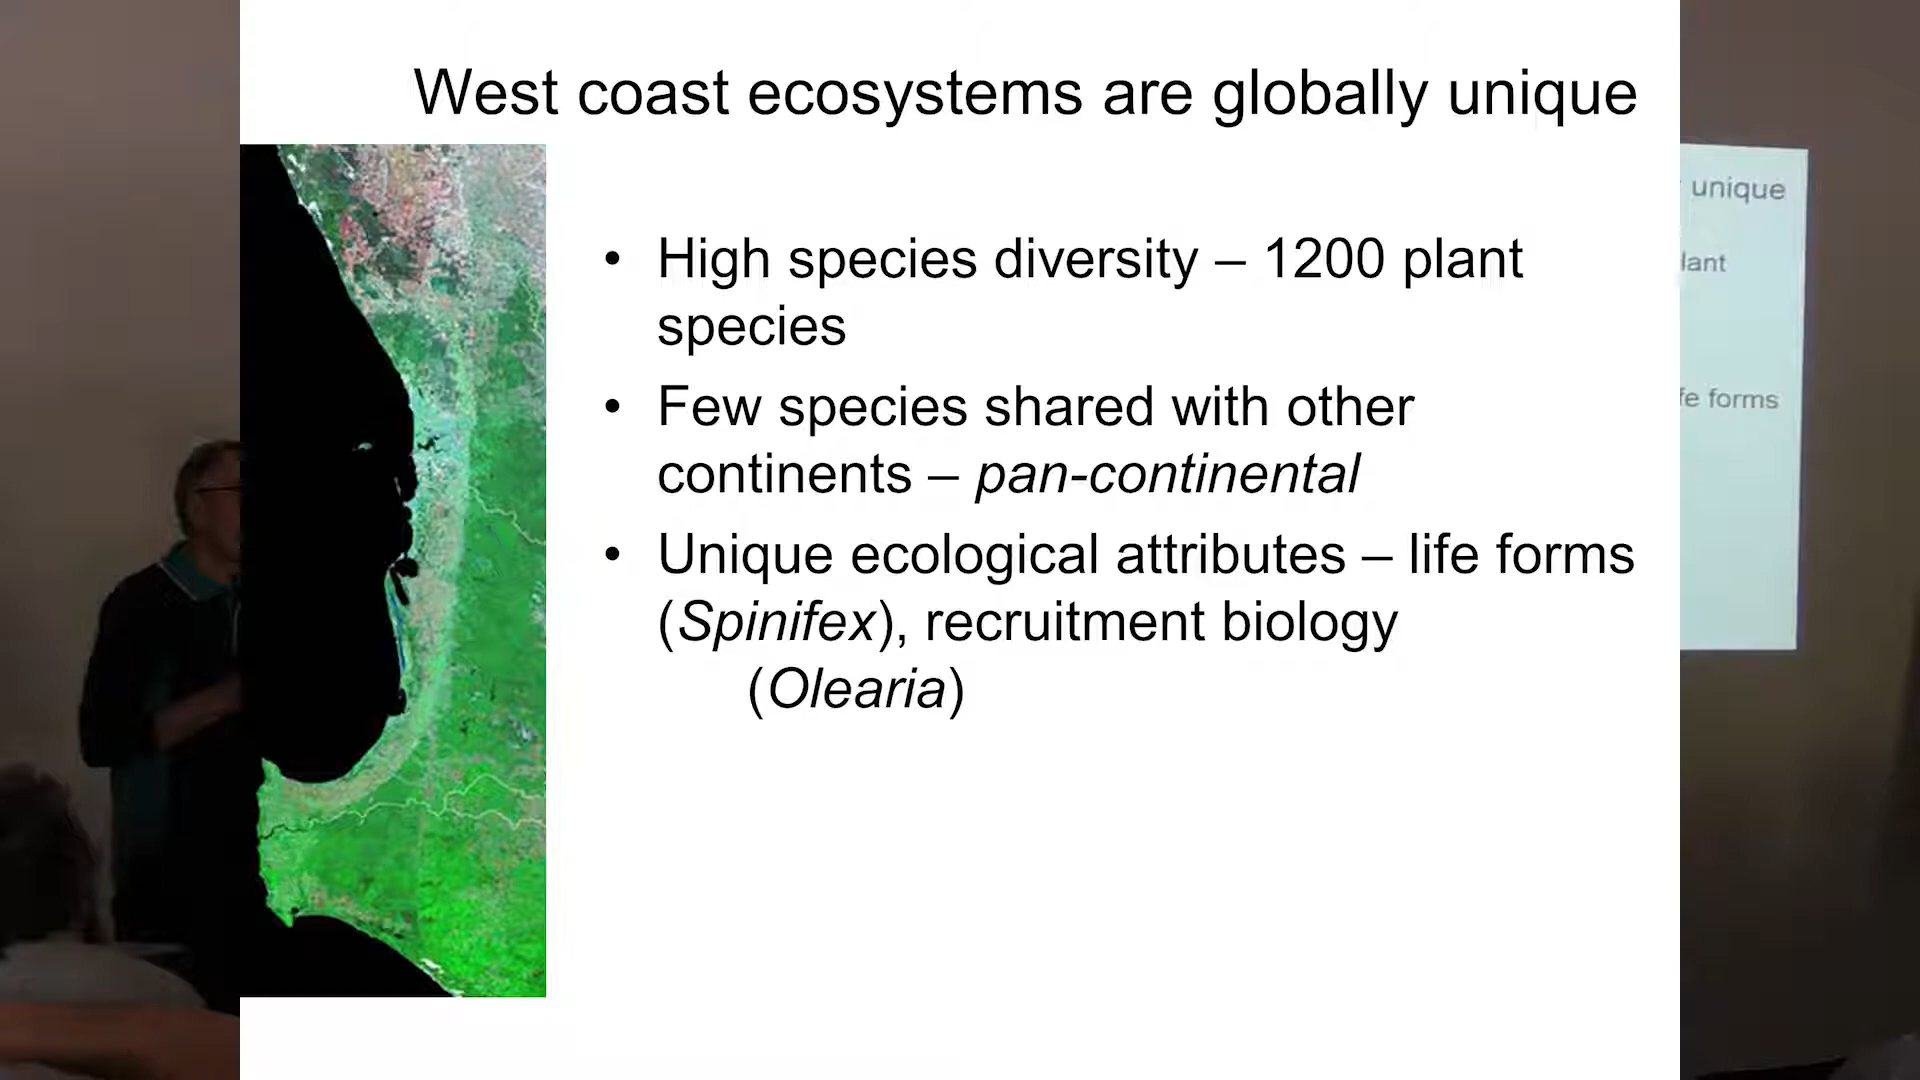 West coast ecosystems are globally unique
• High species diversity – 1200 plant
species
• Few species shared with other
continents – pan-continental
• Unique ecological attributes – life forms
(Spinifex), recruitment biology
(Olearia)
unique
lant
fe forms